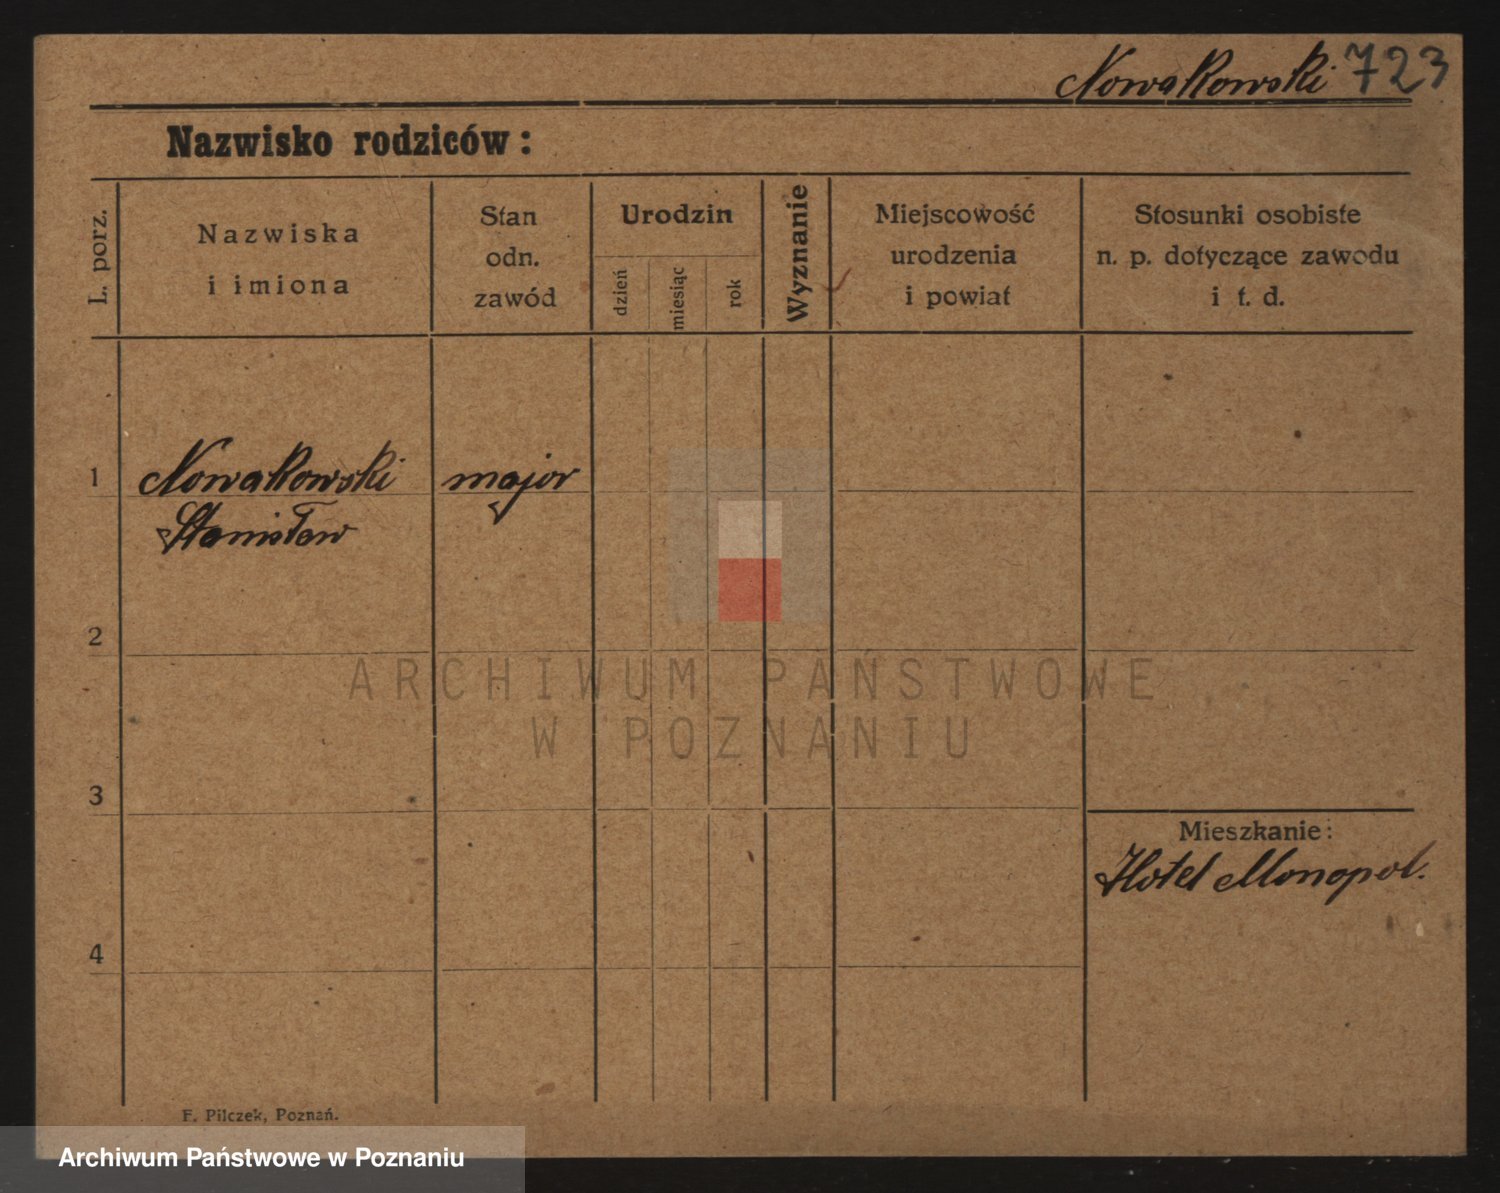 Nowakowski 723
Nazwisko rodziców:
L. porz.
Nazwiska
i imiona
Stan
odn.
zawód
Urodzin
dzień
miesiąc
rok
Wyznanie
Miejscowość
urodzenia
i powiat
Stosunki osobiste
n. p. dotyczące zawodu
i t. d.
1
Nowakowski
Stanisław
major
2
ARCHIWUM PAŃSTWOWE
W POZNANIU
3
Mieszkanie:
Hotel Monopol.
4
F. Pilczek, Poznań.
Archiwum Państwowe w Poznaniu